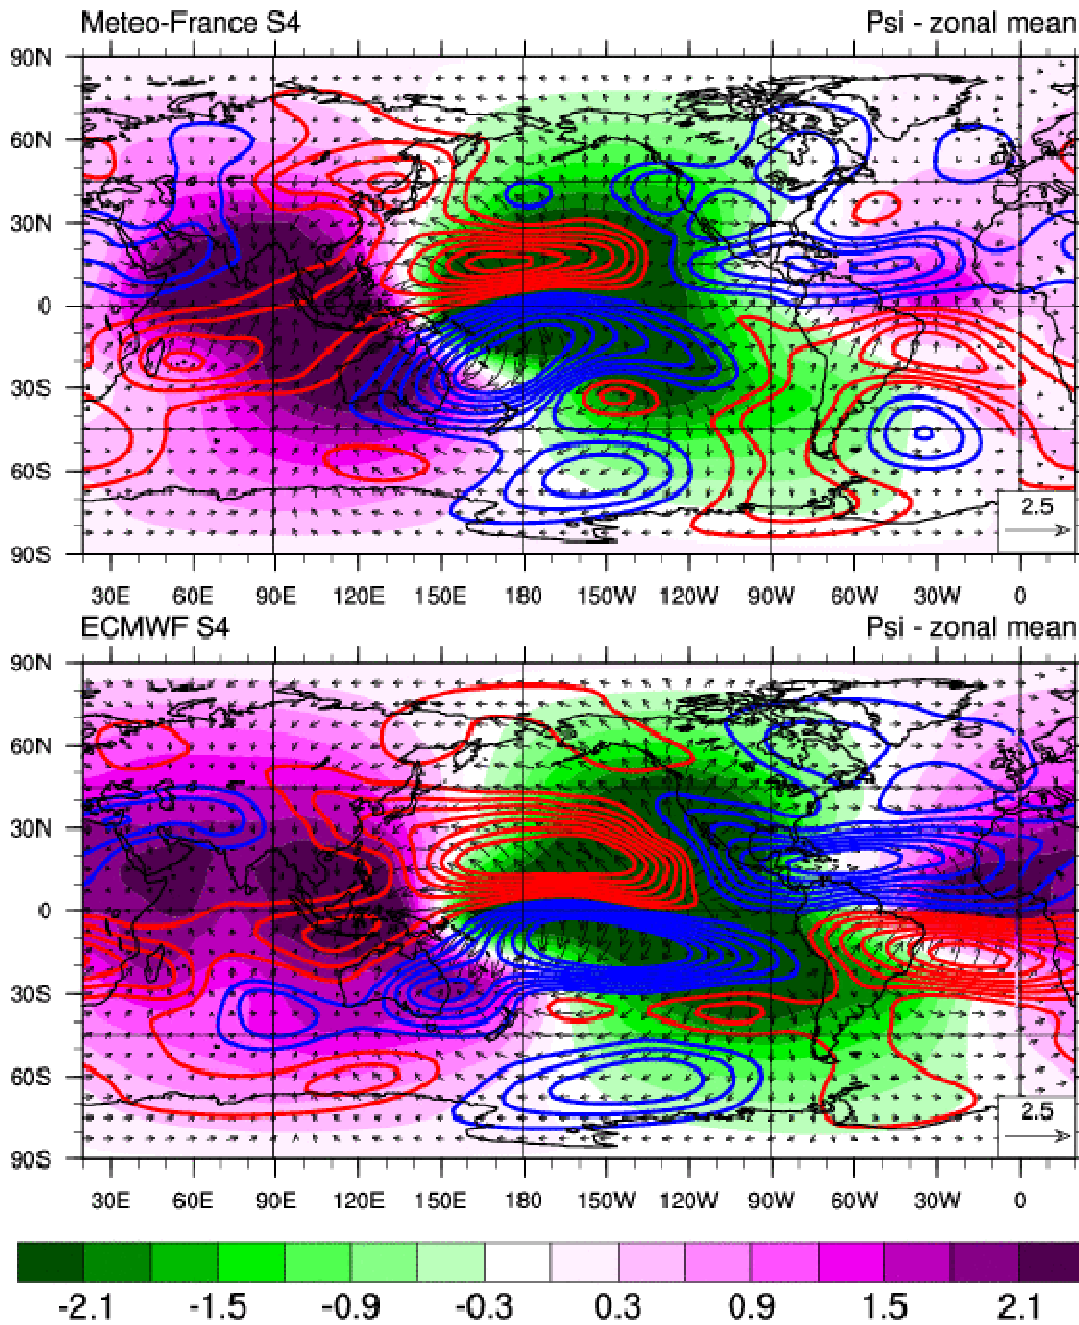 Meteo-France S4 Psi - zonal mean
90N
60N
30N
0
30S
60S
90S
2.5
30E 60E 90E 120E 150E 180 150W 120W 90W 60W 30W 0
ECMWF S4 Psi - zonal mean
90N
60N
30N
0
30S
60S
90S
2.5
30E 60E 90E 120E 150E 180 150W 120W 90W 60W 30W 0
-2.1 -1.5 -0.9 -0.3 0.3 0.9 1.5 2.1